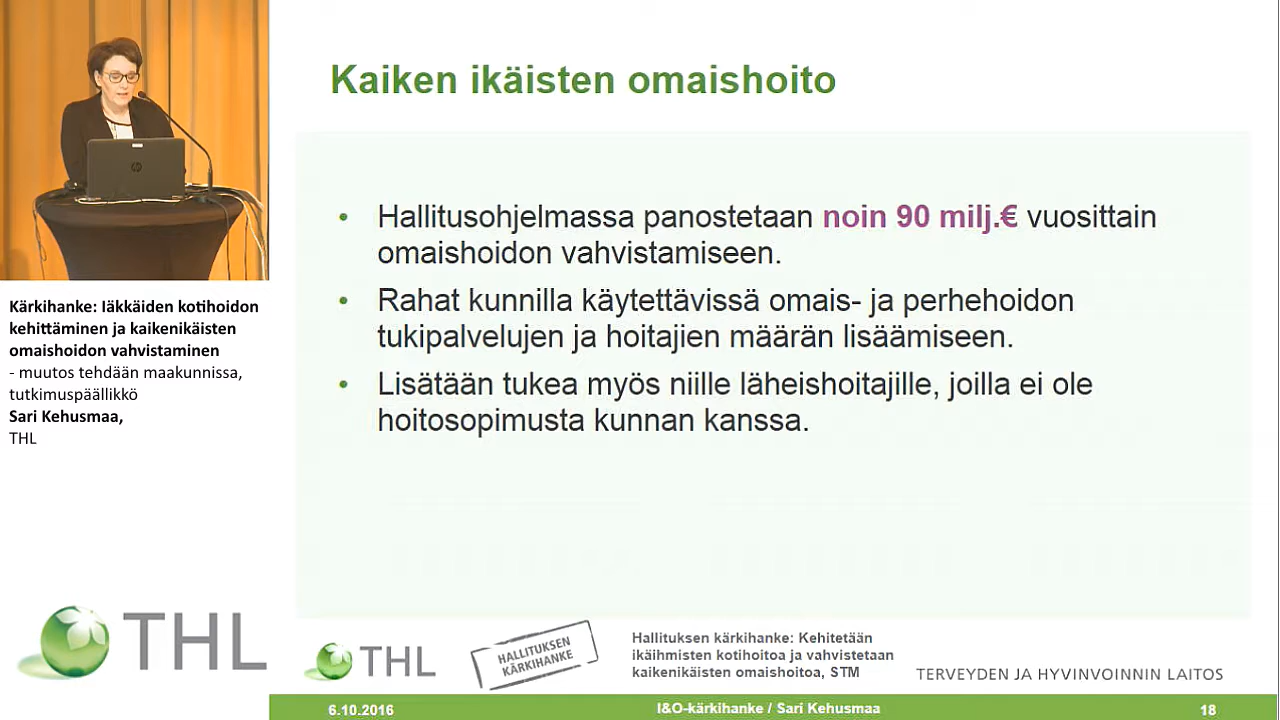 Kaiken ikäisten omaishoito
• Hallitusohjelmassa panostetaan noin 90 milj.€ vuosittain
omaishoidon vahvistamiseen.
• Rahat kunnilla käytettävissä omais- ja perhehoidon
tukipalvelujen ja hoitajien määrän lisäämiseen.
• Lisätään tukea myös niille läheishoitajille, joilla ei ole
hoitosopimusta kunnan kanssa.
Kärkihanke: Iäkkäiden kotihoidon
kehittäminen ja kaikenikäisten
omaishoidon vahvistaminen
- muutos tehdään maakunnissa,
tutkimuspäällikkö
Sari Kehusmaa,
THL
THL
THL
HALLITUKSEN
KÄRKIHANKE
Hallituksen kärkihanke: Kehitetään
ikäihmisten kotihoitoa ja vahvistetaan
kaikenikäisten omaishoitoa, STM
TERVEYDEN JA HYVINVOINNIN LAITOS
6.10.2016
I&O-kärkihanke / Sari Kehusmaa
18